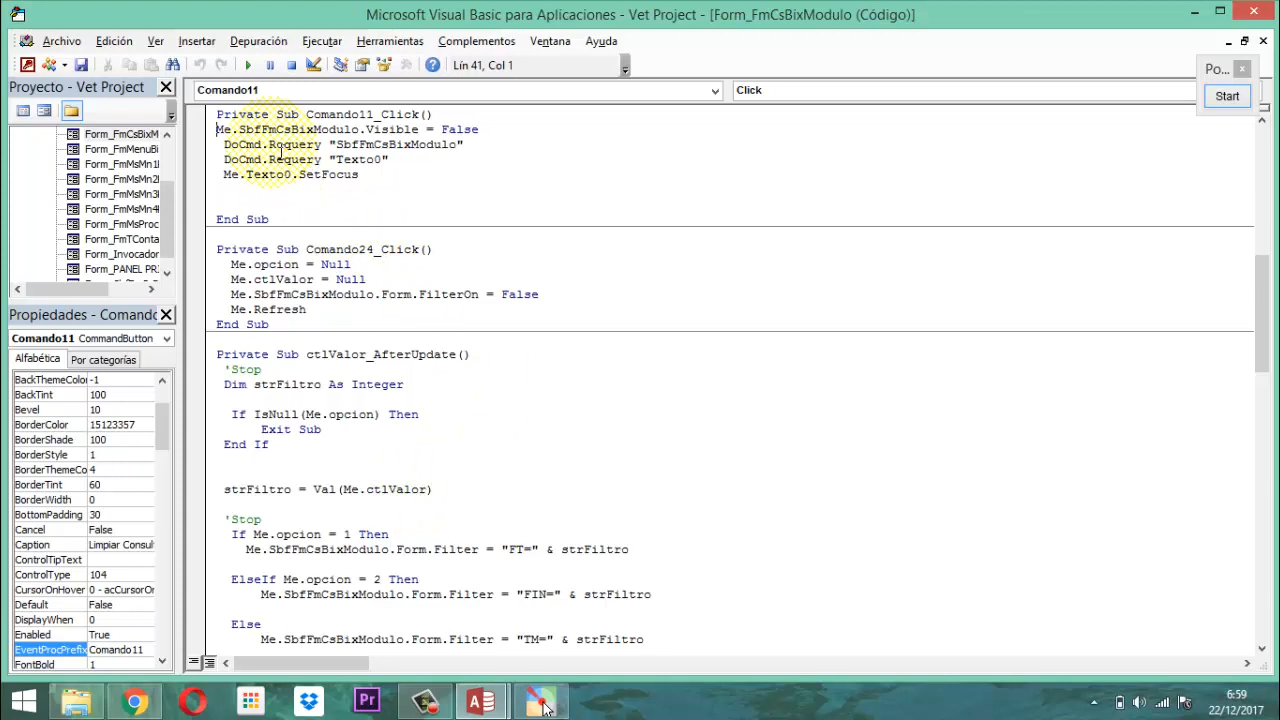 Microsoft Visual Basic para Aplicaciones - Vet Project - [Form_FmCsBixModulo (Código)]
Archivo Edición Ver Insertar Depuración Ejecutar Herramientas Complementos Ventana Ayuda
Lín 41, Col 1
Po...
Start
Proyecto - Vet Project
Form_FmCsBixM
Form_FmMenuBi
Form_FmMsMn1
Form_FmMsMn2
Form_FmMsMn3
Form_FmMsMn4
Form_FmMsProc
Form_FmTConta
Form_Invocador
Form_PANEL PR
Propiedades - Comando
Comando11 CommandButton
Alfabética Por categorías
BackThemeColor -1
BackTint 100
Bevel 10
BorderColor 15123357
BorderShade 100
BorderStyle 1
BorderThemeCo 4
BorderTint 60
BorderWidth 0
BottomPadding 30
Cancel False
Caption Limpiar Consul
ControlTipText
ControlType 104
CursorOnHover 0 - acCursorOn
Default False
DisplayWhen 0
Enabled True
EventProcPrefix Comando11
FontBold 1
Comando11 Click
Private Sub Comando11_Click()
Me.SbfFmCsBixModulo.Visible = False
DoCmd.Requery "SbfFmCsBixModulo"
DoCmd.Requery "Texto0"
Me.Texto0.SetFocus
End Sub
Private Sub Comando24_Click()
Me.opcion = Null
Me.ctlValor = Null
Me.SbfFmCsBixModulo.Form.FilterOn = False
Me.Refresh
End Sub
Private Sub ctlValor_AfterUpdate()
'Stop
Dim strFiltro As Integer
If IsNull(Me.opcion) Then
Exit Sub
End If
strFiltro = Val(Me.ctlValor)
'Stop
If Me.opcion = 1 Then
Me.SbfFmCsBixModulo.Form.Filter = "FT=" & strFiltro
ElseIf Me.opcion = 2 Then
Me.SbfFmCsBixModulo.Form.Filter = "FIN=" & strFiltro
Else
Me.SbfFmCsBixModulo.Form.Filter = "TM=" & strFiltro
Pr
6:59
22/12/2017